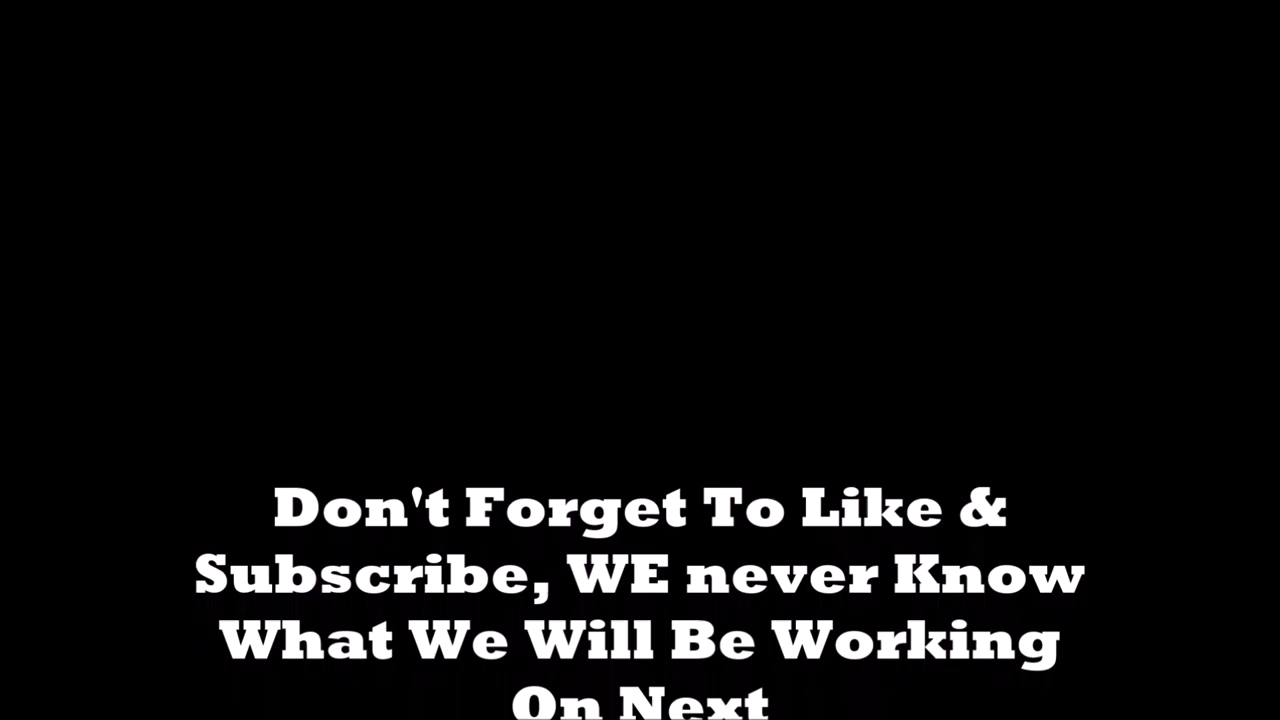 Don't Forget To Like &
Subscribe, WE never Know
What We Will Be Working
On Next